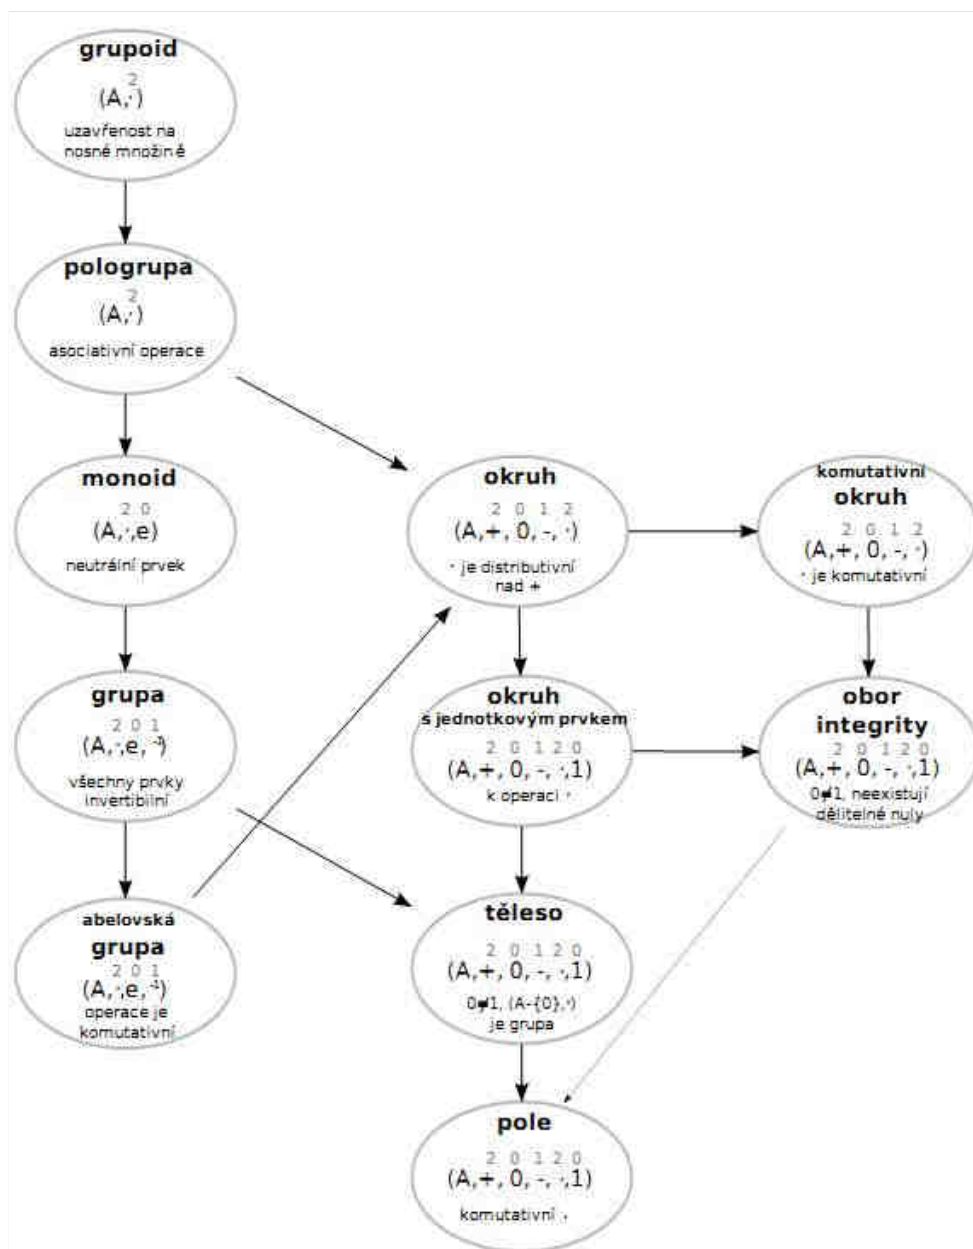 grupoid
2
(A,·)
uzavřenost na
nosné množině
pologrupa
2
(A,·)
asociativní operace
monoid
2 0
(A,·,e)
neutrální prvek
grupa
2 0 1
(A,·,e,⁻¹)
všechny prvky
invertibilní
abelovská
grupa
2 0 1
(A,·,e,⁻¹)
operace je
komutativní
okruh
2 0 1 2
(A,+, 0, -, ·)
· je distributivní
nad +
okruh
s jednotkovým prvkem
2 0 1 2 0
(A,+, 0, -, ·,1)
k operaci ·
těleso
2 0 1 2 0
(A,+, 0, -, ·,1)
0≠1, (A-{0},·)
je grupa
pole
2 0 1 2 0
(A,+, 0, -, ·,1)
komutativní ·
komutativní
okruh
2 0 1 2
(A,+, 0, -, ·)
· je komutativní
obor
integrity
2 0 1 2 0
(A,+, 0, -, ·,1)
0≠1, neexistují
dělitelné nuly